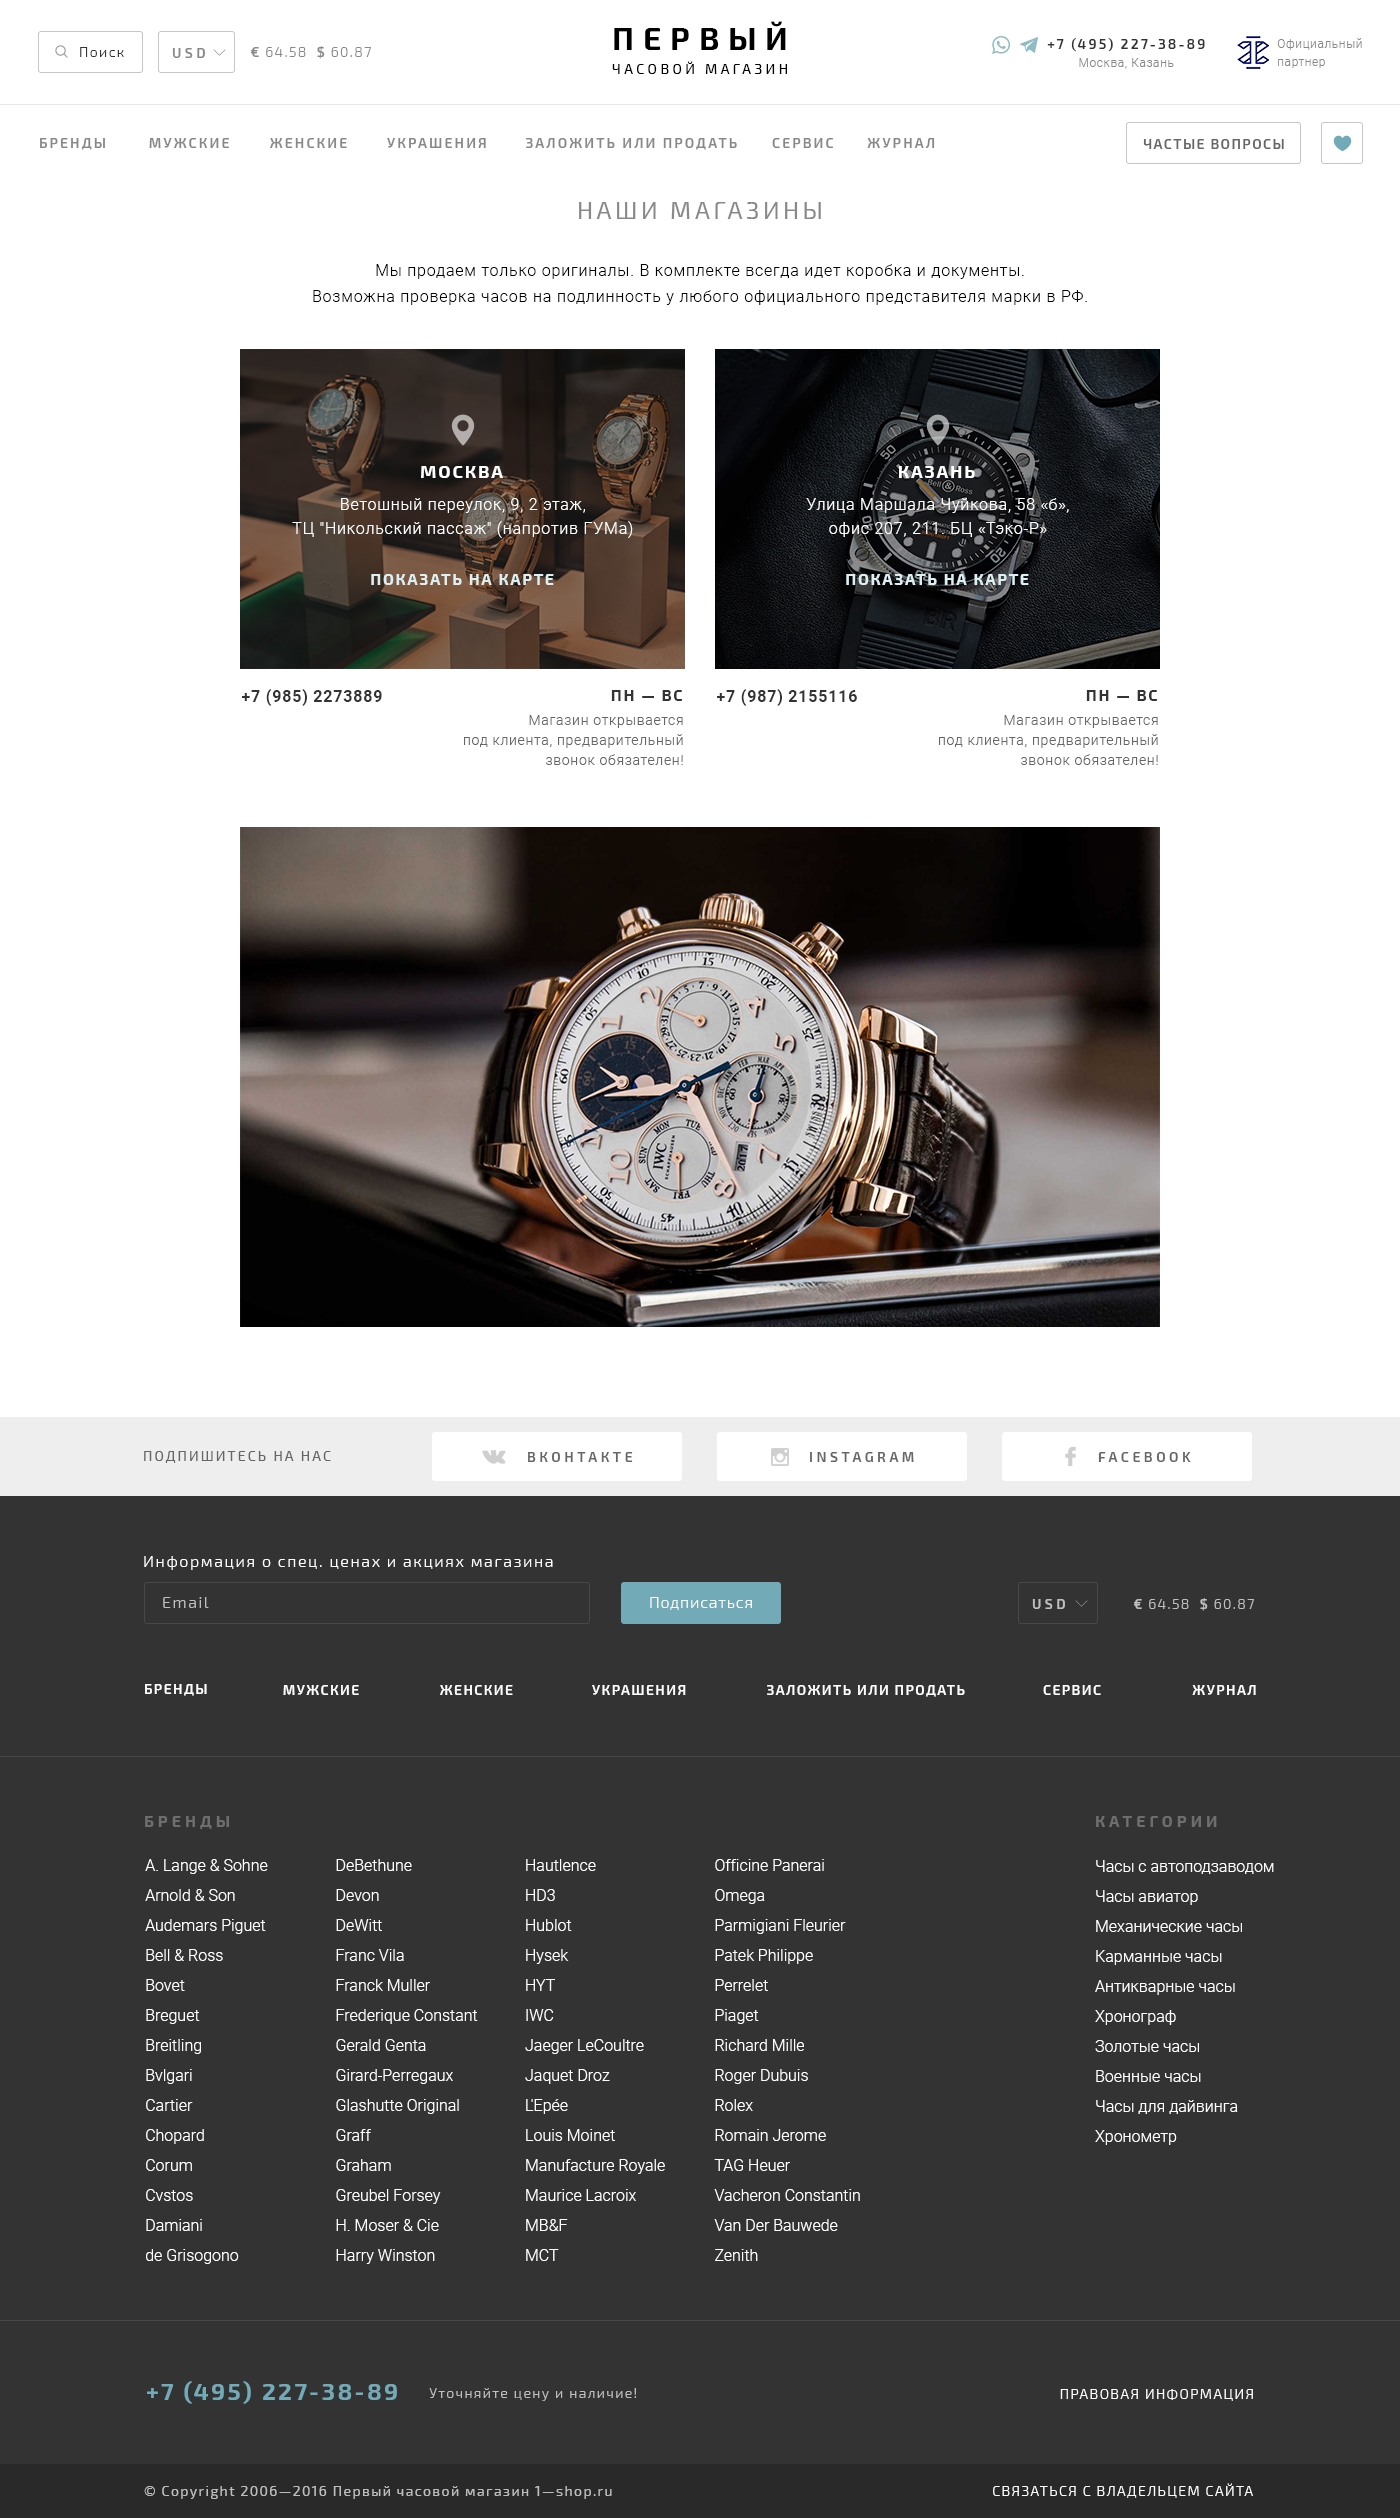 Поиск
USD
€ 64.58 $ 60.87
ПЕРВЫЙ
ЧАСОВОЙ МАГАЗИН
+7 (495) 227-38-89
Москва, Казань
Официальный
партнер
БРЕНДЫ
МУЖСКИЕ
ЖЕНСКИЕ
УКРАШЕНИЯ
ЗАЛОЖИТЬ ИЛИ ПРОДАТЬ
СЕРВИС
ЖУРНАЛ
ЧАСТЫЕ ВОПРОСЫ
НАШИ МАГАЗИНЫ
Мы продаем только оригиналы. В комплекте всегда идет коробка и документы.
Возможна проверка часов на подлинность у любого официального представителя марки в РФ.
МОСКВА
Ветошный переулок, 9, 2 этаж,
ТЦ "Никольский пассаж" (напротив ГУМа)
ПОКАЗАТЬ НА КАРТЕ
КАЗАНЬ
Улица Маршала Чуйкова, 58 «б»,
офис 207, 211. БЦ «Тэко-Р»
ПОКАЗАТЬ НА КАРТЕ
Bell & Ross
BR
+7 (985) 2273889
ПН — ВС
Магазин открывается
под клиента, предварительный
звонок обязателен!
+7 (987) 2155116
ПН — ВС
Магазин открывается
под клиента, предварительный
звонок обязателен!
IWC
SCHAFFHAUSEN
2017
ПОДПИШИТЕСЬ НА НАС
ВКОНТАКТЕ
INSTAGRAM
FACEBOOK
Информация о спец. ценах и акциях магазина
Email
Подписаться
USD
€ 64.58 $ 60.87
БРЕНДЫ
МУЖСКИЕ
ЖЕНСКИЕ
УКРАШЕНИЯ
ЗАЛОЖИТЬ ИЛИ ПРОДАТЬ
СЕРВИС
ЖУРНАЛ
БРЕНДЫ
A. Lange & Sohne
Arnold & Son
Audemars Piguet
Bell & Ross
Bovet
Breguet
Breitling
Bvlgari
Cartier
Chopard
Corum
Cvstos
Damiani
de Grisogono
DeBethune
Devon
DeWitt
Franc Vila
Franck Muller
Frederique Constant
Gerald Genta
Girard-Perregaux
Glashutte Original
Graff
Graham
Greubel Forsey
H. Moser & Cie
Harry Winston
Hautlence
HD3
Hublot
Hysek
HYT
IWC
Jaeger LeCoultre
Jaquet Droz
L'Epée
Louis Moinet
Manufacture Royale
Maurice Lacroix
MB&F
MCT
Officine Panerai
Omega
Parmigiani Fleurier
Patek Philippe
Perrelet
Piaget
Richard Mille
Roger Dubuis
Rolex
Romain Jerome
TAG Heuer
Vacheron Constantin
Van Der Bauwede
Zenith
КАТЕГОРИИ
Часы с автоподзаводом
Часы авиатор
Механические часы
Карманные часы
Антикварные часы
Хронограф
Золотые часы
Военные часы
Часы для дайвинга
Хронометр
+7 (495) 227-38-89
Уточняйте цену и наличие!
ПРАВОВАЯ ИНФОРМАЦИЯ
© Copyright 2006—2016 Первый часовой магазин 1—shop.ru
СВЯЗАТЬСЯ С ВЛАДЕЛЬЦЕМ САЙТА